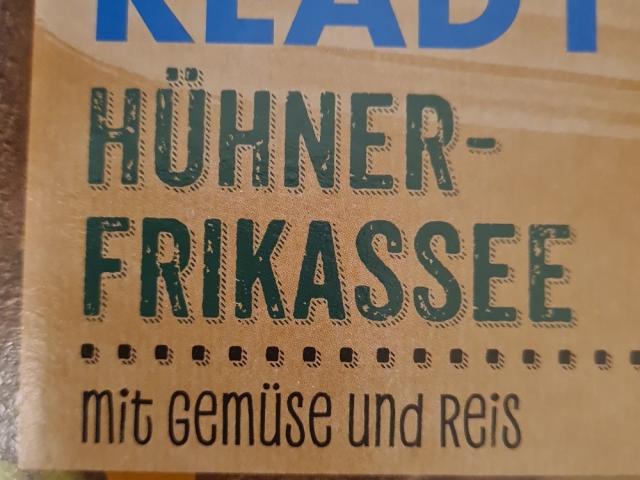 HÜHNER-
FRIKASSEE
mit Gemüse und Reis